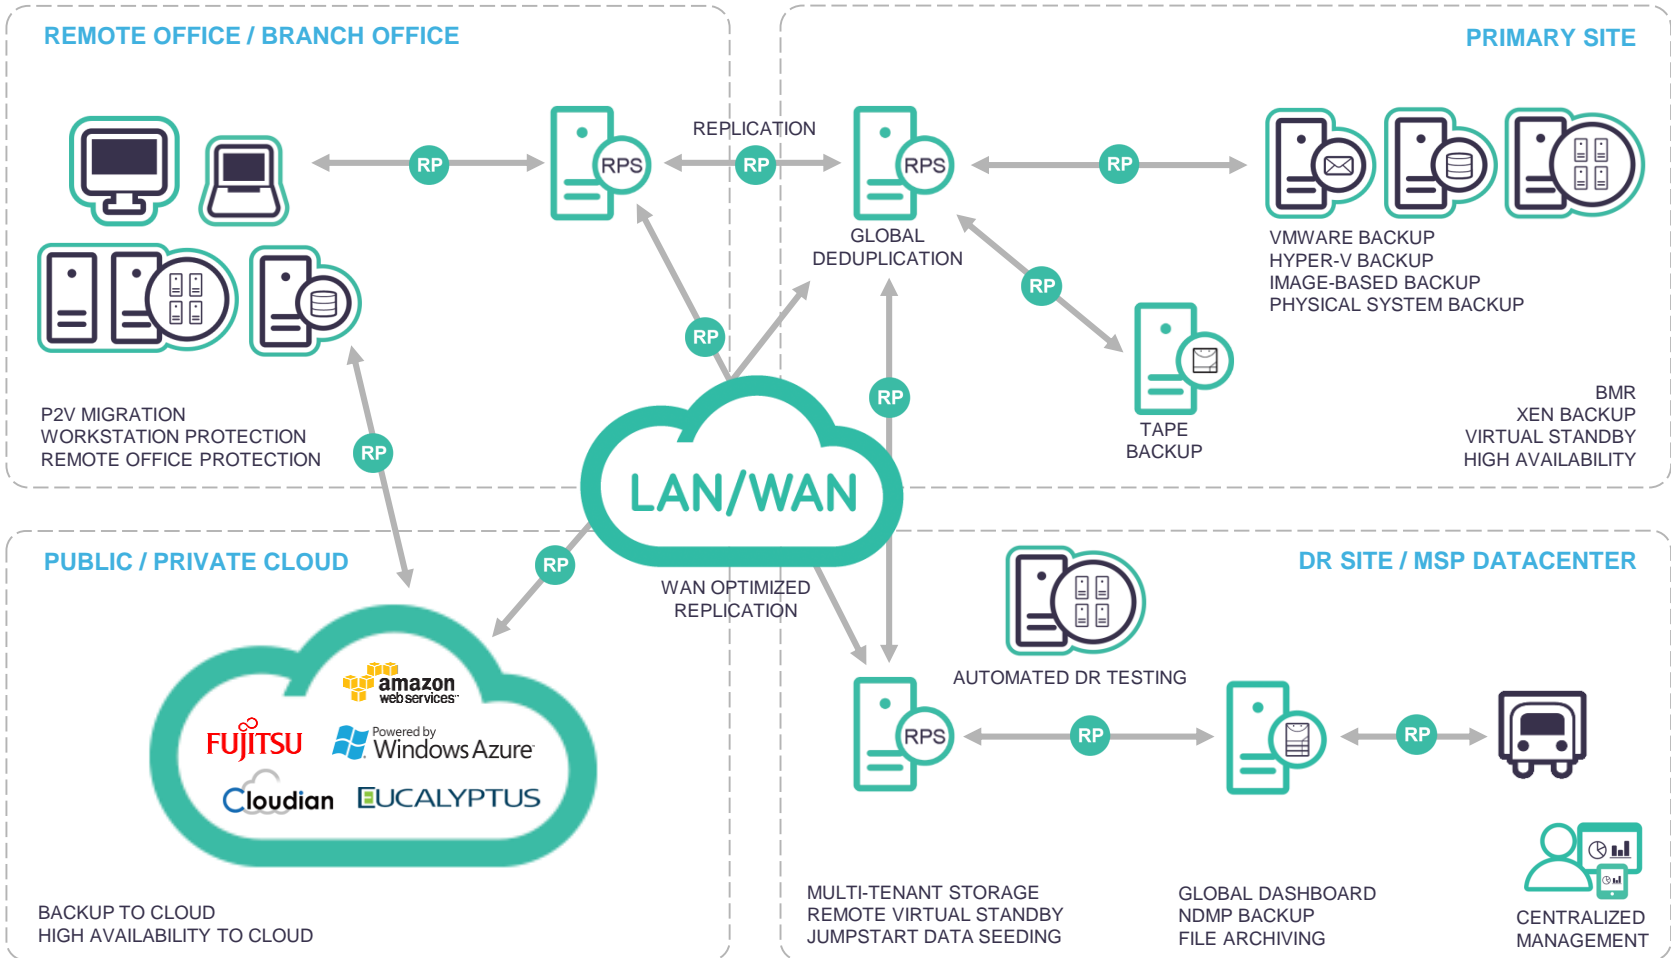 REMOTE OFFICE / BRANCH OFFICE
RP
RPS
REPLICATION
RP
P2V MIGRATION
WORKSTATION PROTECTION
REMOTE OFFICE PROTECTION
RP
RP
PRIMARY SITE
RPS
GLOBAL
DEDUPLICATION
RP
VMWARE BACKUP
HYPER-V BACKUP
IMAGE-BASED BACKUP
PHYSICAL SYSTEM BACKUP
RP
RP
TAPE
BACKUP
BMR
XEN BACKUP
VIRTUAL STANDBY
HIGH AVAILABILITY
LAN/WAN
WAN OPTIMIZED
REPLICATION
PUBLIC / PRIVATE CLOUD
RP
amazon
web services™
FUJITSU
Powered by
Windows Azure
Cloudian
EUCALYPTUS
BACKUP TO CLOUD
HIGH AVAILABILITY TO CLOUD
DR SITE / MSP DATACENTER
AUTOMATED DR TESTING
RPS
RP
RP
MULTI-TENANT STORAGE
REMOTE VIRTUAL STANDBY
JUMPSTART DATA SEEDING
GLOBAL DASHBOARD
NDMP BACKUP
FILE ARCHIVING
CENTRALIZED
MANAGEMENT